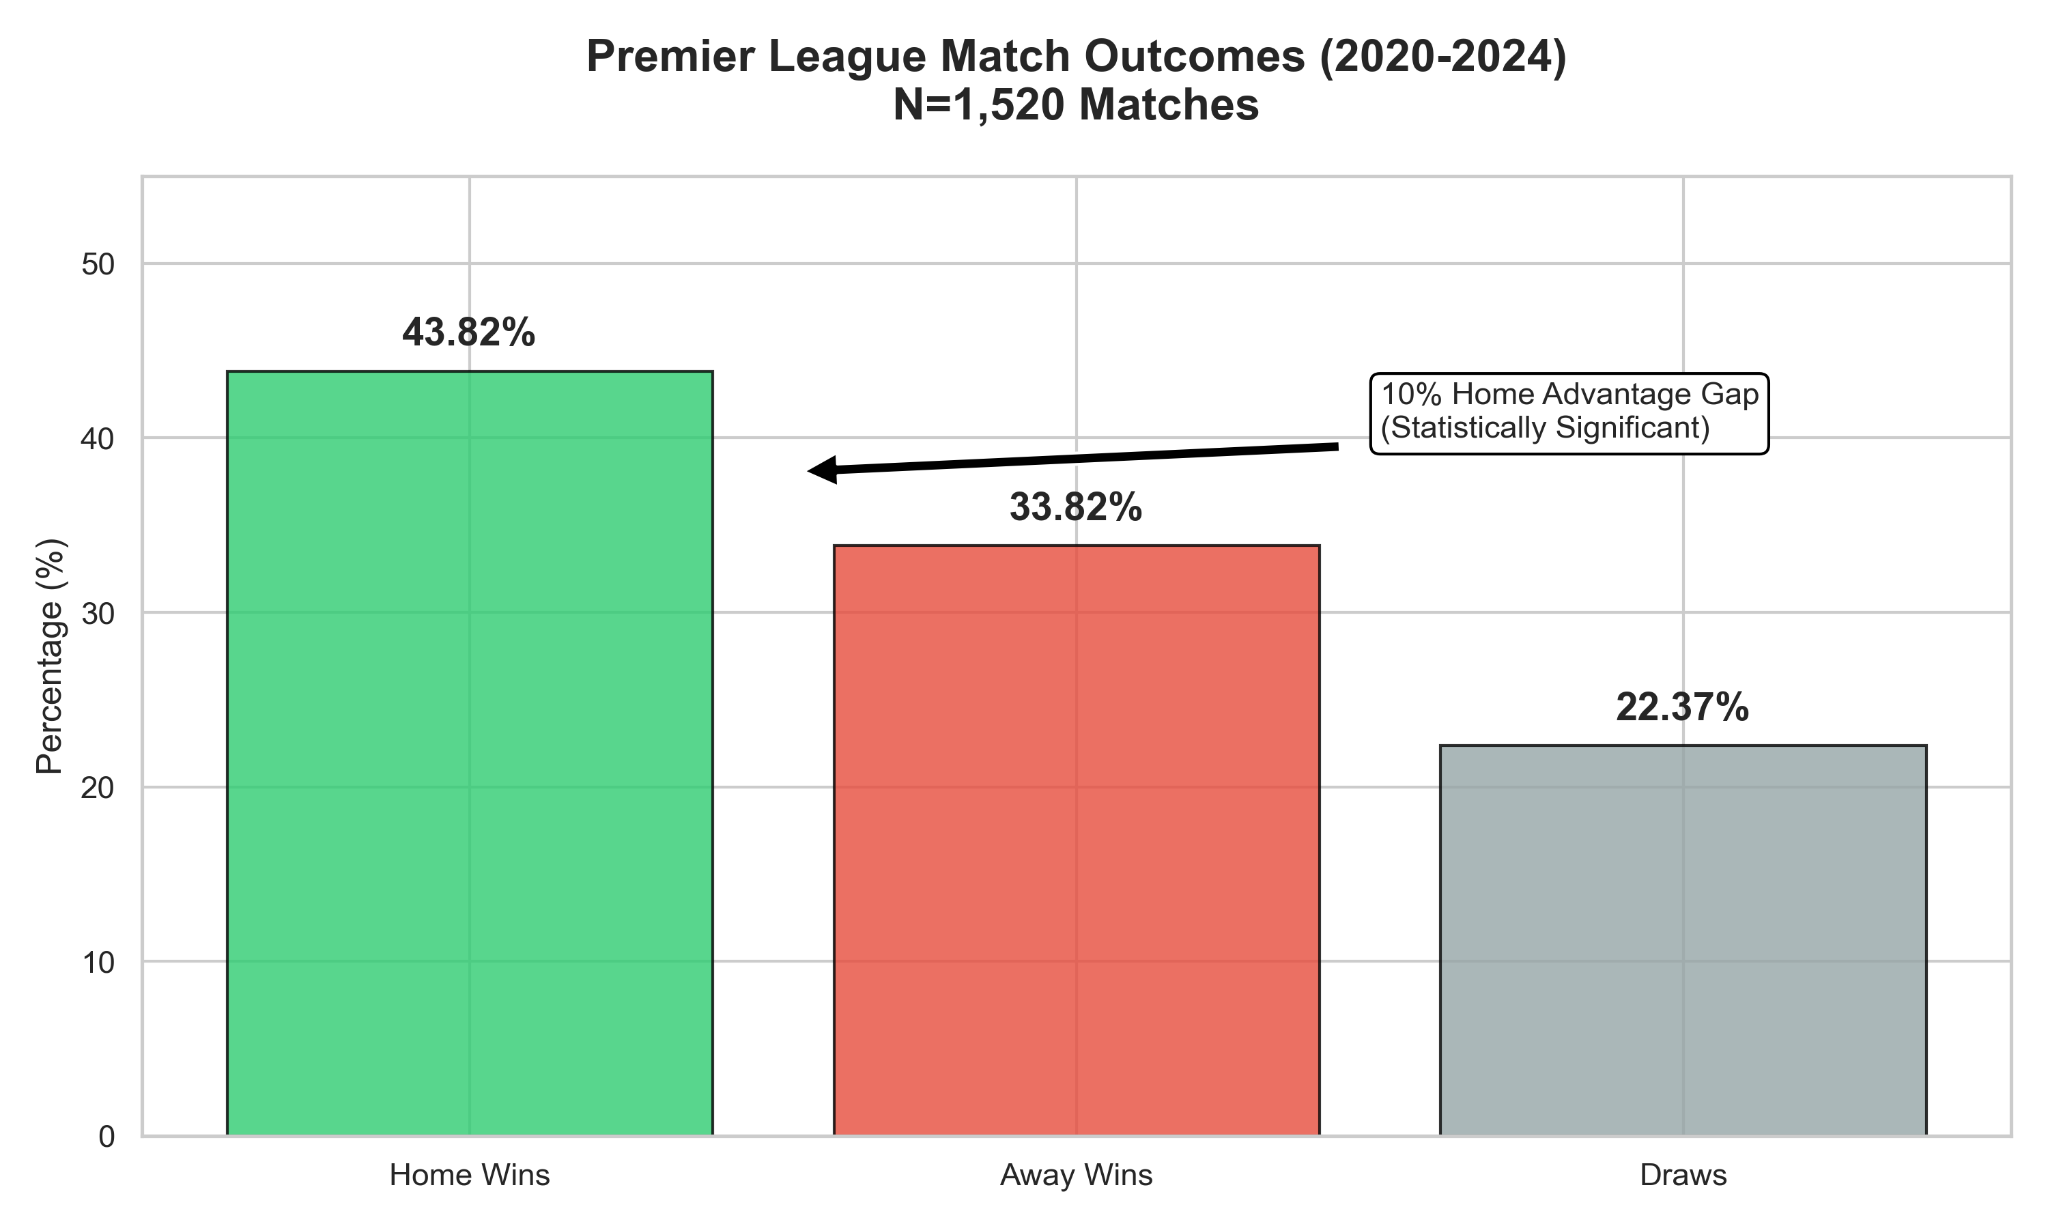 Premier League Match Outcomes (2020-2024)
N=1,520 Matches
Percentage (%)
50
40
30
20
10
0
43.82%
33.82%
22.37%
10% Home Advantage Gap
(Statistically Significant)
Home Wins
Away Wins
Draws